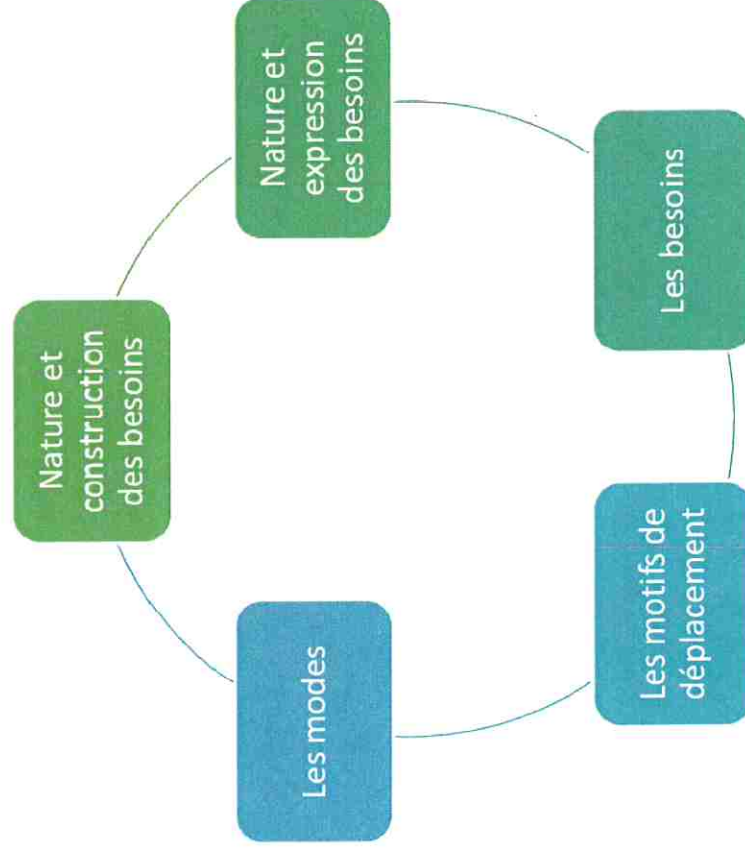 Nature et
construction
des besoins
Nature et
expression
des besoins
Les besoins
Les motifs de
déplacement
Les modes